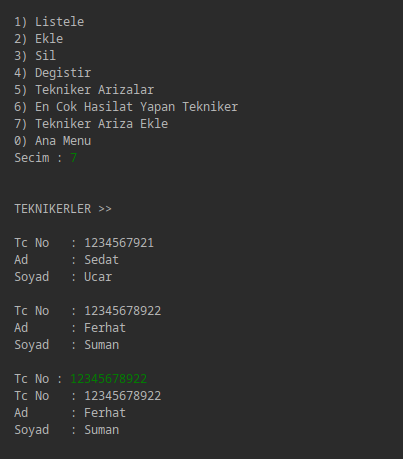 1) Listele
2) Ekle
3) Sil
4) Degistir
5) Tekniker Arizalar
6) En Cok Hasilat Yapan Tekniker
7) Tekniker Ariza Ekle
0) Ana Menu
Secim : 7
TEKNIKERLER >>
Tc No   : 1234567921
Ad      : Sedat
Soyad   : Ucar
Tc No   : 12345678922
Ad      : Ferhat
Soyad   : Suman
Tc No : 12345678922
Tc No   : 12345678922
Ad      : Ferhat
Soyad   : Suman